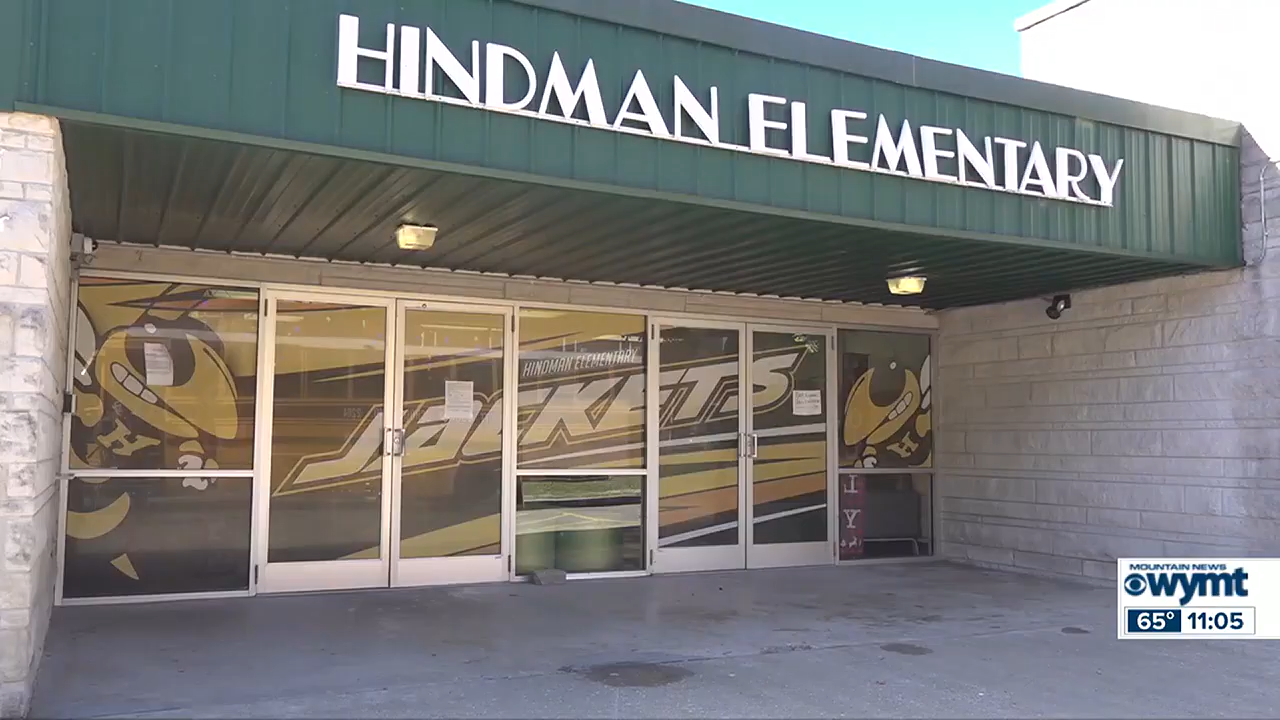 HINDMAN ELEMENTARY
HINDMAN ELEMENTARY
JACKETS
H
H
L
Y
MOUNTAIN NEWS
wymt
65° 11:05